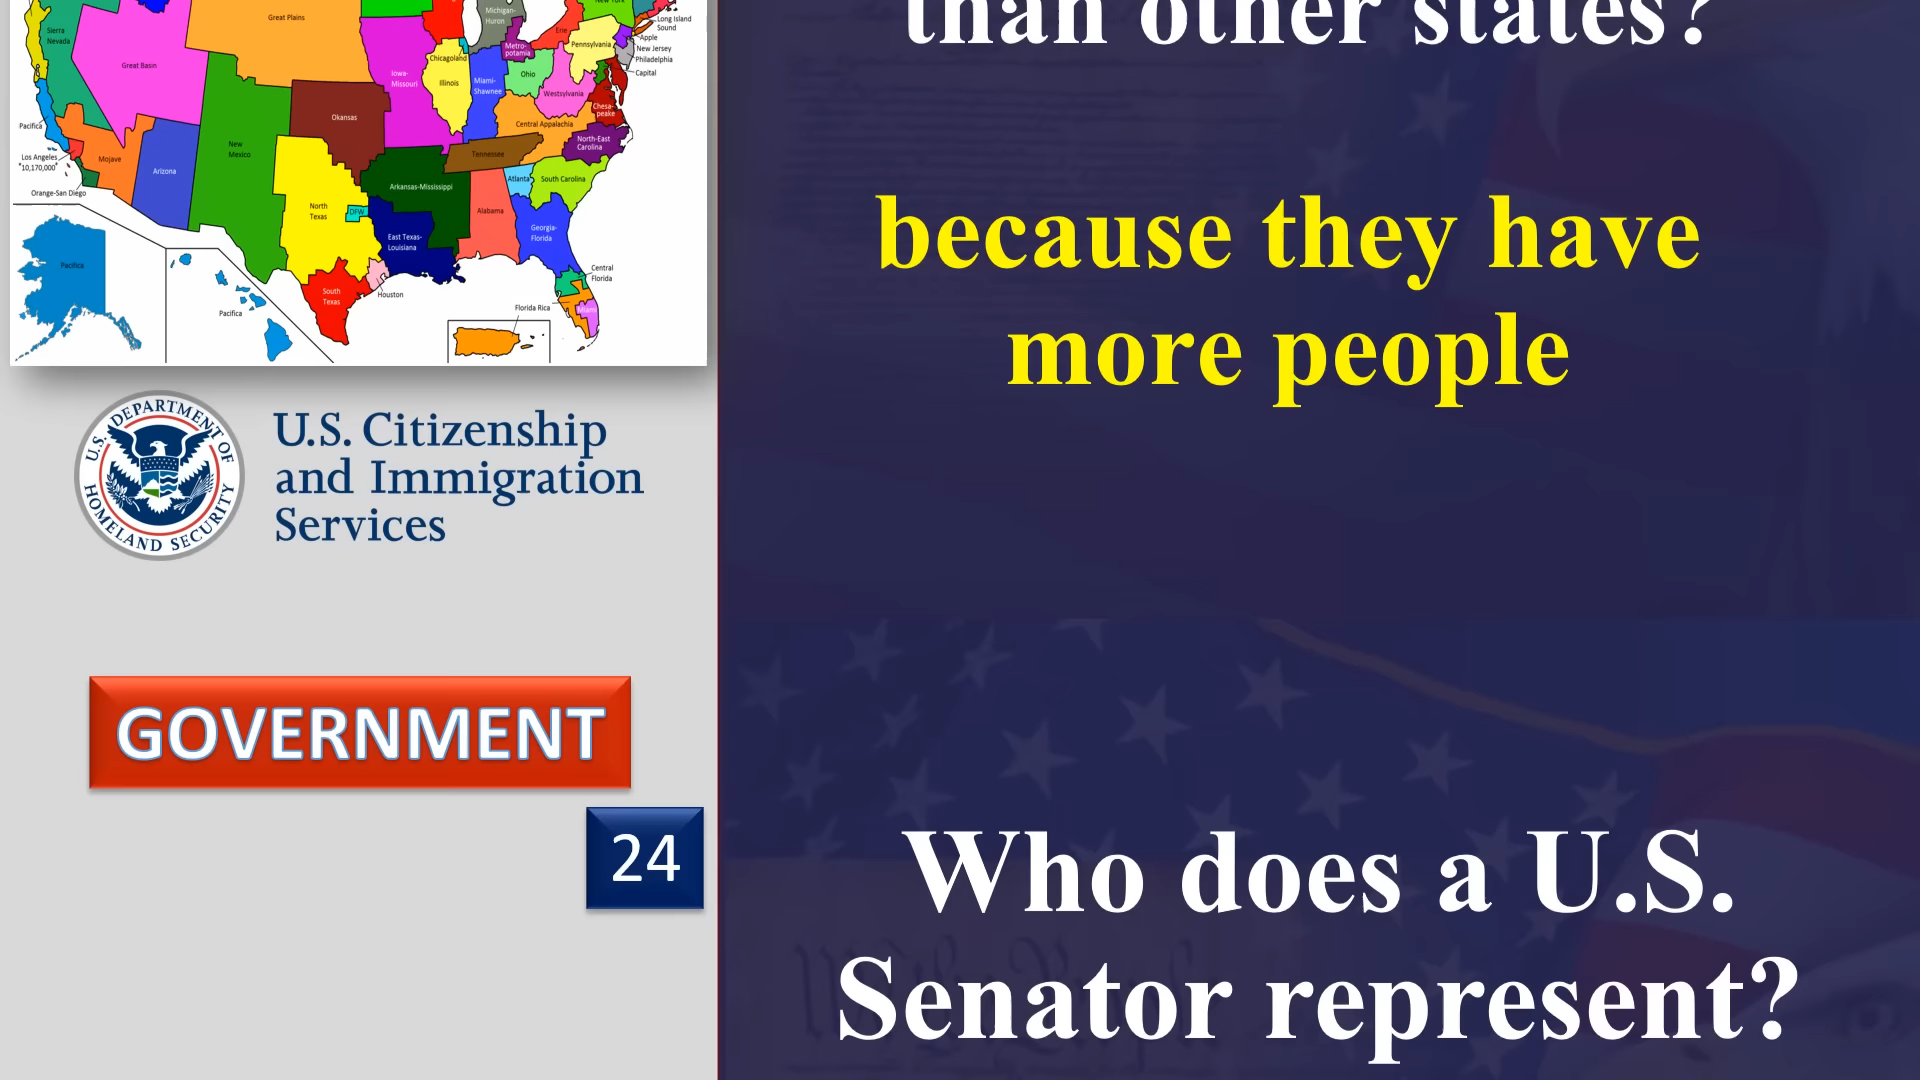 than other states?
because they have
more people
Great Plains
Sierra
Nevada
Great Basin
Michigan-
Huron
New York
Long Island
Sound
Erie
Apple
New Jersey
Philadelphia
Capital
Pennsylvania
Metro-
potamia
Chicagoland
Iowa-
Missouri
Illinois
Miami-
Shawnee
Ohio
Westsylvania
Chesa-
peake
Okansas
Central Appalachia
North-East
Carolina
Pacifica
Los Angeles
*10,170,000*
Mojave
Arizona
New
Mexico
Tennessee
Orange-San Diego
Arkansas-Mississippi
Atlanta
South Carolina
North
Texas
DFW
Alabama
East Texas-
Louisiana
Georgia-
Florida
Pacifica
Central
Florida
South
Texas
Houston
Pacifica
Florida Rica
Miami
U.S. DEPARTMENT OF
HOMELAND SECURITY
U.S. Citizenship
and Immigration
Services
GOVERNMENT
24
Who does a U.S.
Senator represent?